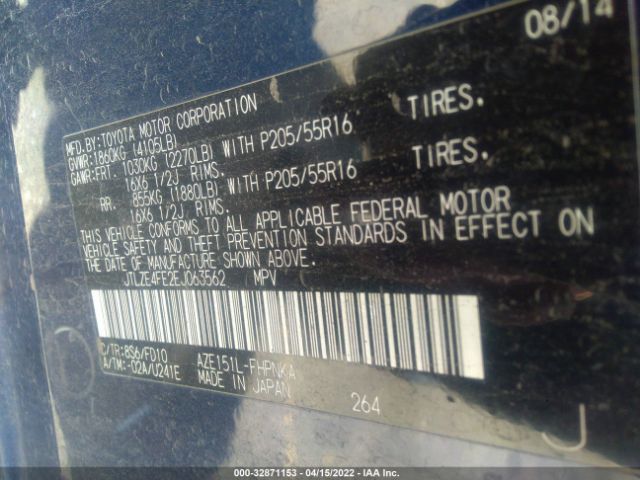 08/14
MFD.BY:TOYOTA MOTOR CORPORATION
GVWR:1860KG (4105LB)
GAWR:FRT. 1030KG (2270LB) WITH P205/55R16 TIRES.
16X6 1/2J RIMS.
RR. 855KG (1880LB) WITH P205/55R16 TIRES.
16X6 1/2J RIMS.
THIS VEHICLE CONFORMS TO ALL APPLICABLE FEDERAL MOTOR
VEHICLE SAFETY AND THEFT PREVENTION STANDARDS IN EFFECT ON
THE DATE OF MANUFACTURE SHOWN ABOVE.
JTLZE4FE2EJ063562 MPV
C/TR:8S6/FD10 AZE151L-FHPNKA
A/TM:-02A/U241E MADE IN JAPAN
264
J
000-32871153 - 04/15/2022 - IAA Inc.